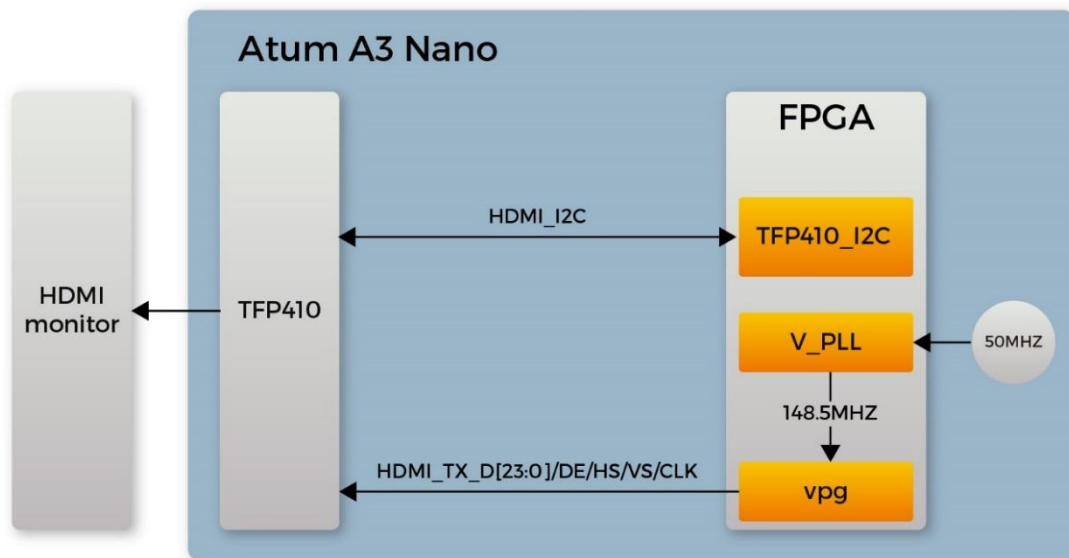 Atum A3 Nano
FPGA
HDMI_I2C
TFP410_I2C
HDMI
monitor
TFP410
V_PLL
50MHZ
148.5MHZ
HDMI_TX_D[23:0]/DE/HS/VS/CLK
vpg